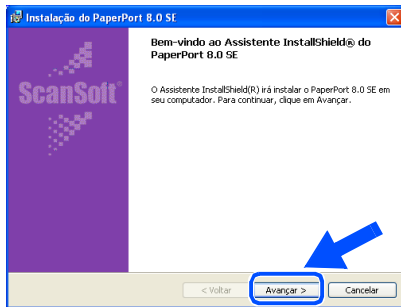 Instalação do PaperPort 8.0 SE
Bem-vindo ao Assistente InstallShield® do
PaperPort 8.0 SE
O Assistente InstallShield(R) irá instalar o PaperPort 8.0 SE em
seu computador. Para continuar, clique em Avançar.
ScanSoft®
< Voltar
Avançar >
Cancelar